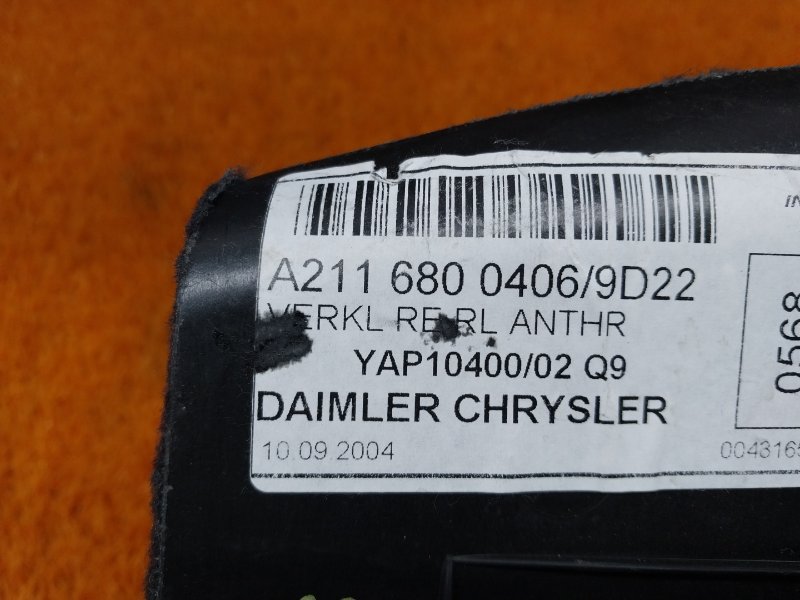 A211 680 0406/9D22
VERKL RE RL ANTHR
YAP10400/02 Q9
DAIMLER CHRYSLER
10.09.2004
0568